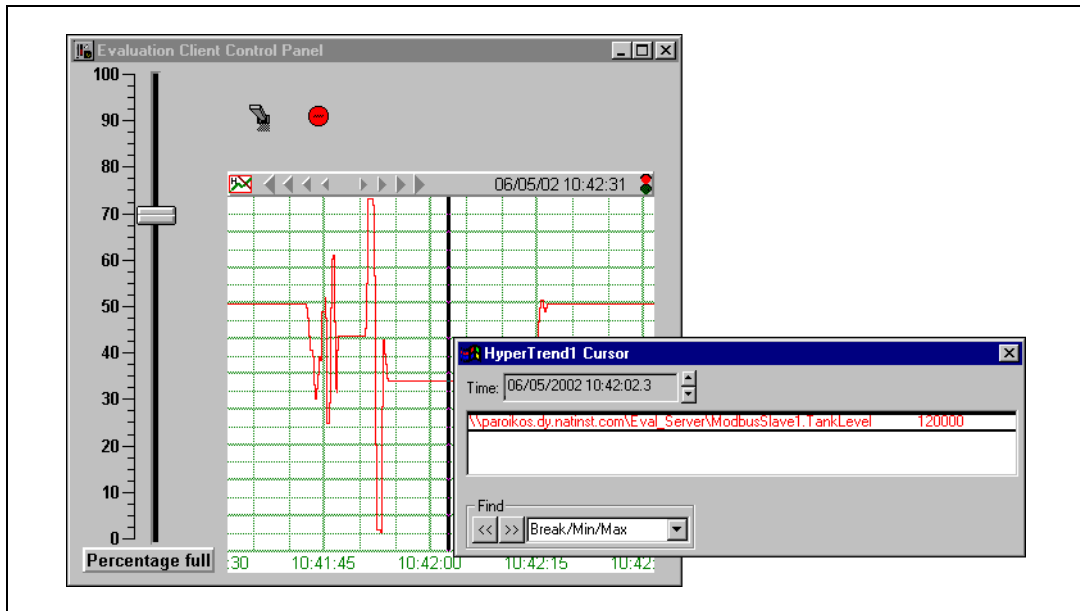 Evaluation Client Control Panel
100
90
80
70
60
50
40
30
20
10
0
Percentage full
06/05/02 10:42:31
:30 10:41:45 10:42:00 10:42:15 10:42:
HyperTrend1 Cursor
Time: 06/05/2002 10:42:02.3
\\paroikos.dy.natinst.com\Eval_Server\ModbusSlave1.TankLevel 120000
Find
<< >> Break/Min/Max